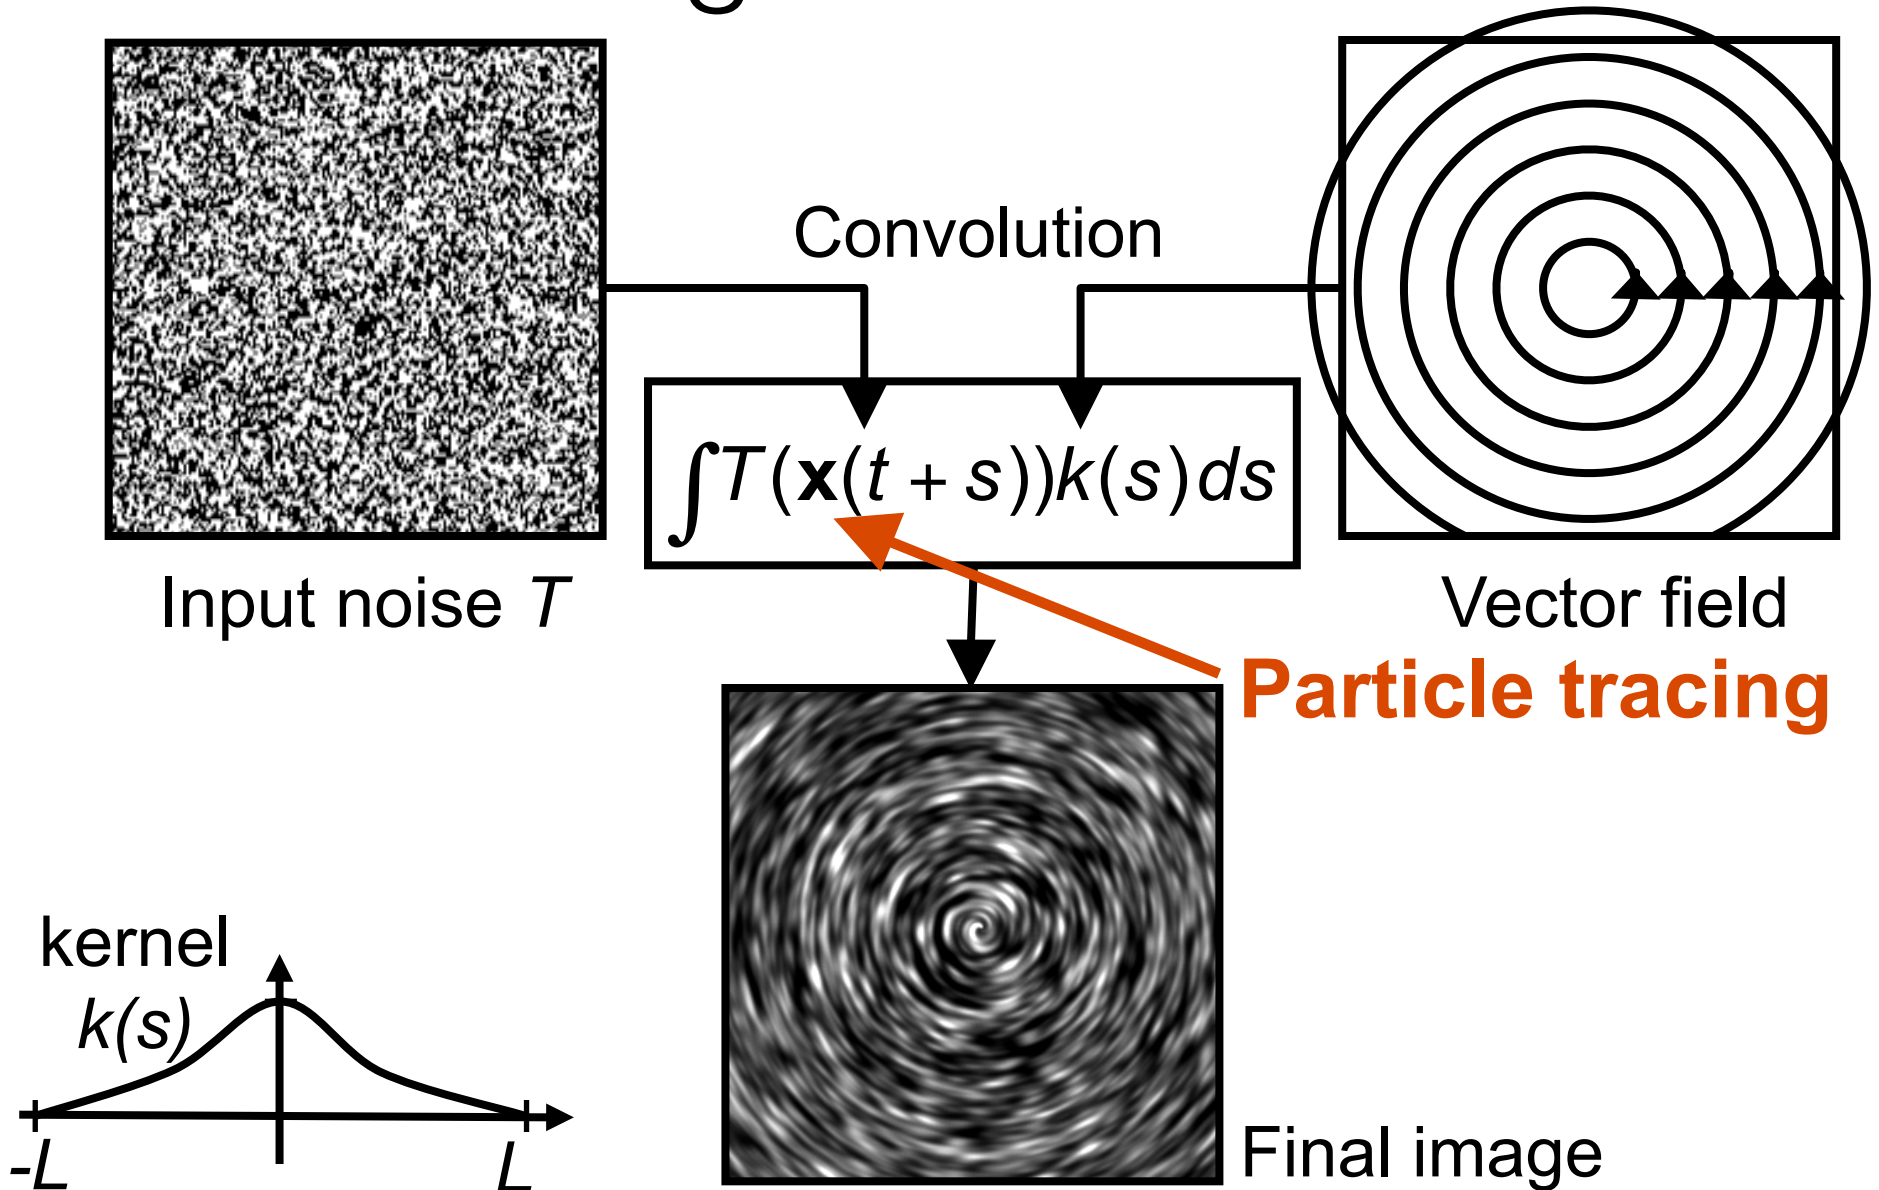 Convolution
∫T(x(t + s))k(s)ds
Input noise T
Vector field
Particle tracing
kernel
k(s)
-L
L
Final image